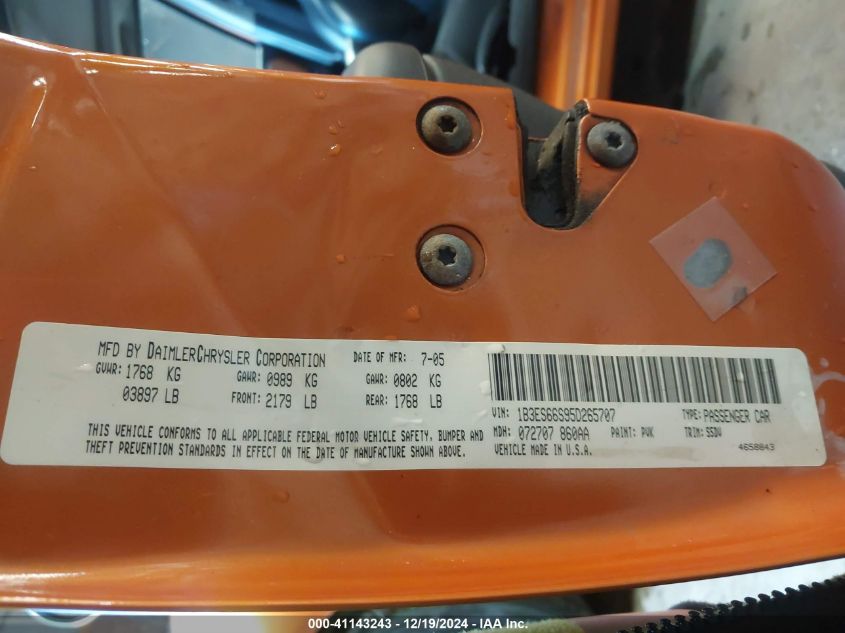 MFD BY DAIMLERCHRYSLER CORPORATION DATE OF MFR: 7-05
GVWR: 1768 KG GAWR: 0989 KG GAWR: 0802 KG
03897 LB FRONT: 2179 LB REAR: 1768 LB
THIS VEHICLE CONFORMS TO ALL APPLICABLE FEDERAL MOTOR VEHICLE SAFETY, BUMPER AND
THEFT PREVENTION STANDARDS IN EFFECT ON THE DATE OF MANUFACTURE SHOWN ABOVE.
VIN: 1B3ES66S95D265707 TYPE: PASSENGER CAR
MDH: 072707 860AA PAINT: PVK TRIM: SSDV
VEHICLE MADE IN U.S.A. 4658843
000-41143243 - 12/19/2024 - IAA Inc.